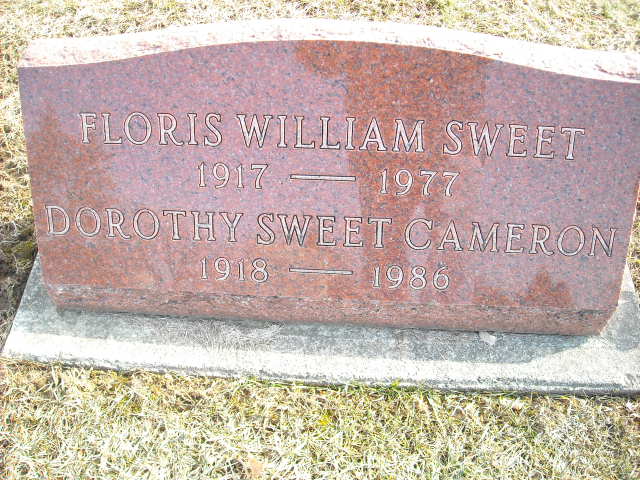 FLORIS WILLIAM SWEET
1917 — 1977
DOROTHY SWEET CAMERON
1918 — 1986